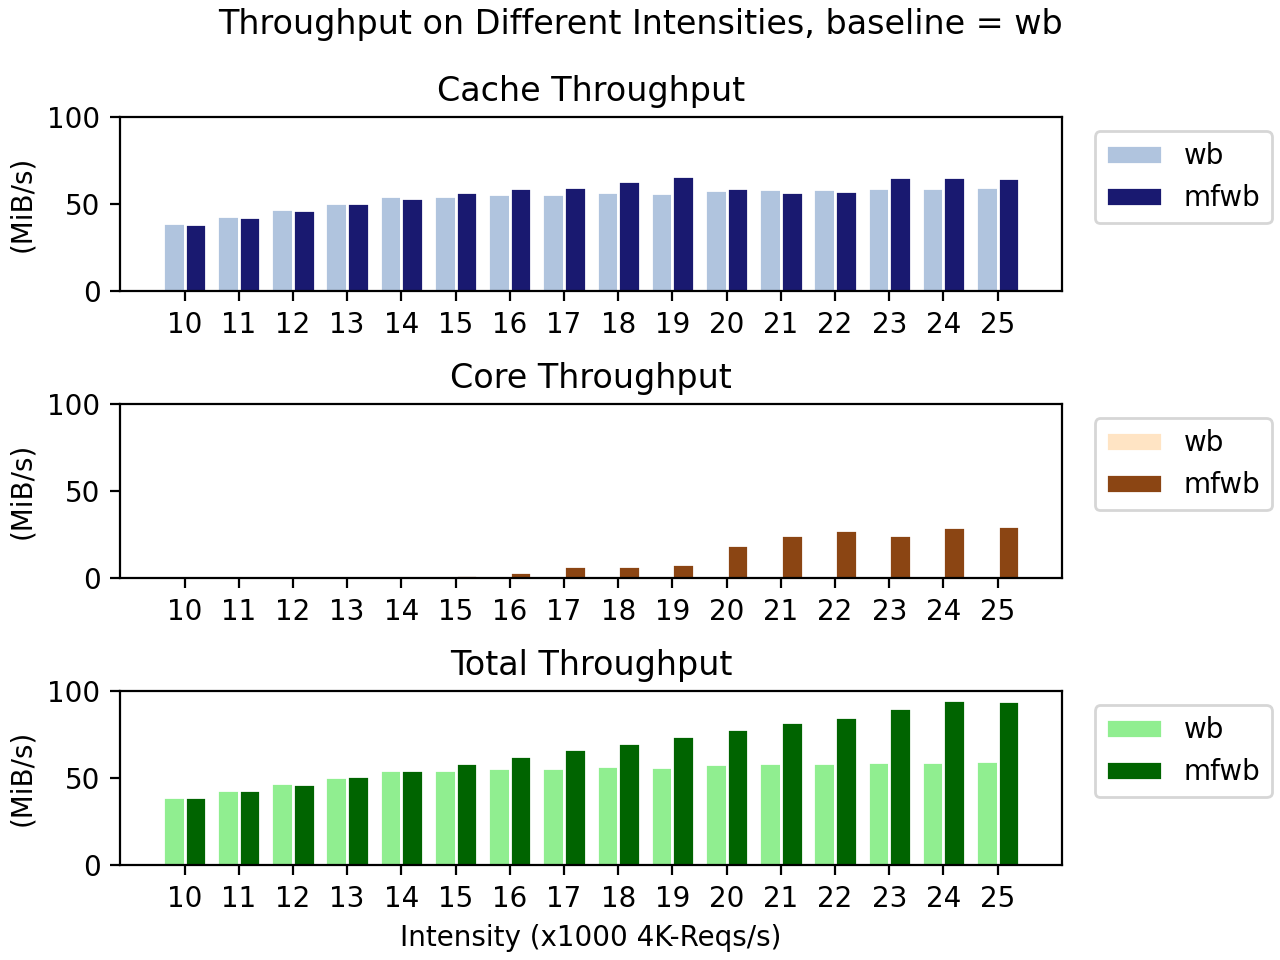 Throughput on Different Intensities, baseline = wb
Cache Throughput
100
50
0
(MiB/s)
10 11 12 13 14 15 16 17 18 19 20 21 22 23 24 25
wb
mfwb
Core Throughput
100
50
0
(MiB/s)
10 11 12 13 14 15 16 17 18 19 20 21 22 23 24 25
wb
mfwb
Total Throughput
100
50
0
(MiB/s)
10 11 12 13 14 15 16 17 18 19 20 21 22 23 24 25
Intensity (x1000 4K-Reqs/s)
wb
mfwb